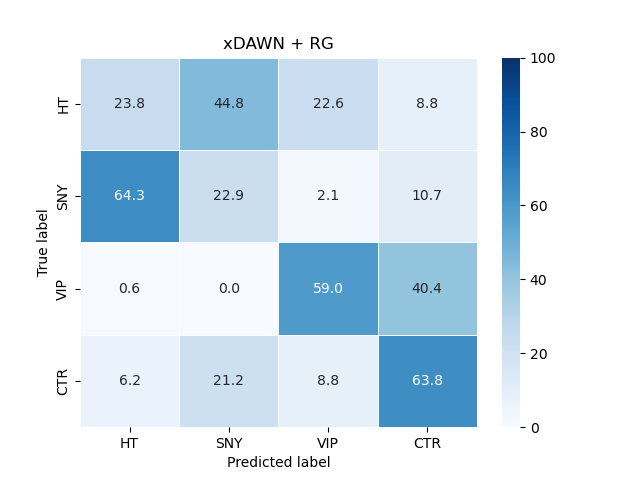 xDAWN + RG
HT 23.8 44.8 22.6 8.8
SNY 64.3 22.9 2.1 10.7
VIP 0.6 0.0 59.0 40.4
CTR 6.2 21.2 8.8 63.8
HT SNY VIP CTR
Predicted label
True label
100
80
60
40
20
0